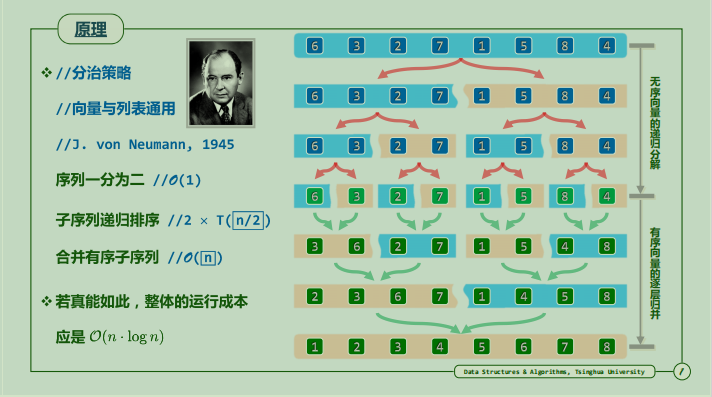 原理
❖ //分治策略
//向量与列表通用
//J. von Neumann, 1945
序列一分为二 //𝒪(1)
子序列递归排序 //2 × T(n/2)
合并有序子序列 //𝒪(n)
❖ 若真能如此，整体的运行成本
应是 𝒪(n · log n)
6 3 2 7 1 5 8 4
6 3 2 7 1 5 8 4
6 3 2 7 1 5 8 4
6 3 2 7 1 5 8 4
3 6 2 7 1 5 4 8
2 3 6 7 1 4 5 8
1 2 3 4 5 6 7 8
无序向量的递归分解
有序向量的逐层归并
Data Structures & Algorithms, Tsinghua University